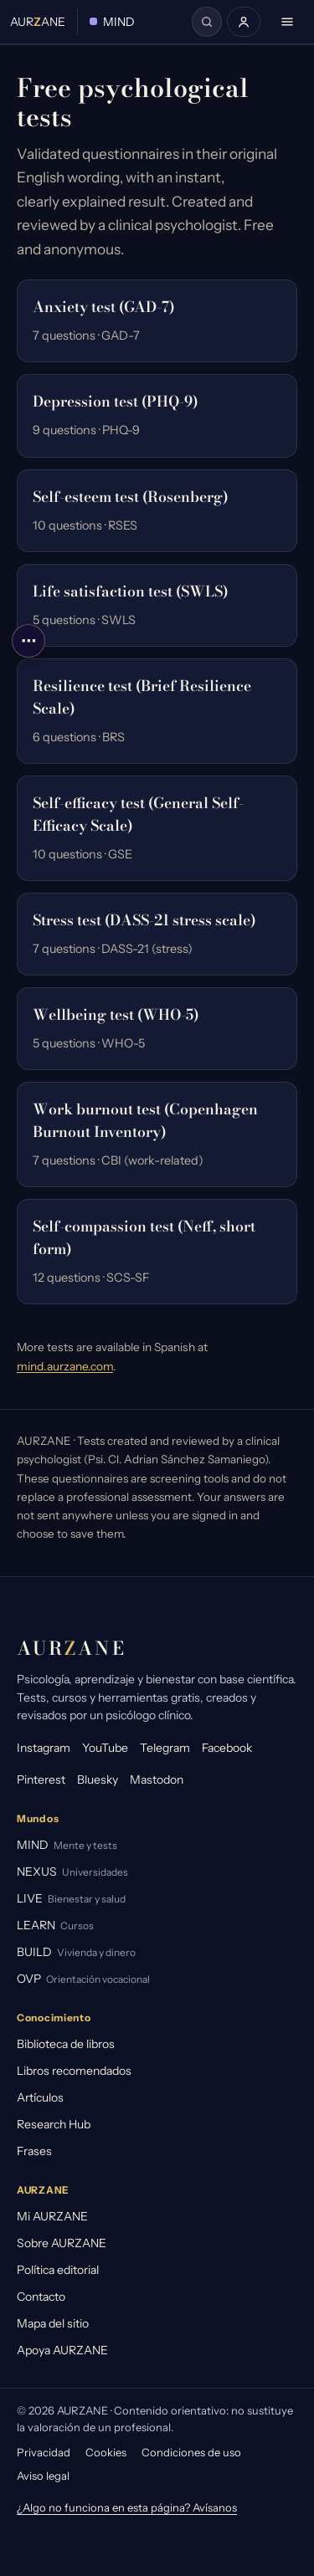 AURZANE MIND
Free psychological
tests
Validated questionnaires in their original
English wording, with an instant,
clearly explained result. Created and
reviewed by a clinical psychologist. Free
and anonymous.
Anxiety test (GAD-7)
7 questions · GAD-7
Depression test (PHQ-9)
9 questions · PHQ-9
Self-esteem test (Rosenberg)
10 questions · RSES
Life satisfaction test (SWLS)
5 questions · SWLS
Resilience test (Brief Resilience
Scale)
6 questions · BRS
Self-efficacy test (General Self-
Efficacy Scale)
10 questions · GSE
Stress test (DASS-21 stress scale)
7 questions · DASS-21 (stress)
Wellbeing test (WHO-5)
5 questions · WHO-5
Work burnout test (Copenhagen
Burnout Inventory)
7 questions · CBI (work-related)
Self-compassion test (Neff, short
form)
12 questions · SCS-SF
More tests are available in Spanish at
mind.aurzane.com.
AURZANE · Tests created and reviewed by a clinical
psychologist (Psi. Cl. Adrian Sánchez Samaniego).
These questionnaires are screening tools and do not
replace a professional assessment. Your answers are
not sent anywhere unless you are signed in and
choose to save them.
AURZANE
Psicología, aprendizaje y bienestar con base científica.
Tests, cursos y herramientas gratis, creados y
revisados por un psicólogo clínico.
Instagram YouTube Telegram Facebook
Pinterest Bluesky Mastodon
Mundos
MIND Mente y tests
NEXUS Universidades
LIVE Bienestar y salud
LEARN Cursos
BUILD Vivienda y dinero
OVP Orientación vocacional
Conocimiento
Biblioteca de libros
Libros recomendados
Artículos
Research Hub
Frases
AURZANE
Mi AURZANE
Sobre AURZANE
Política editorial
Contacto
Mapa del sitio
Apoya AURZANE
© 2026 AURZANE · Contenido orientativo: no sustituye
la valoración de un profesional.
Privacidad Cookies Condiciones de uso
Aviso legal
¿Algo no funciona en esta página? Avísanos